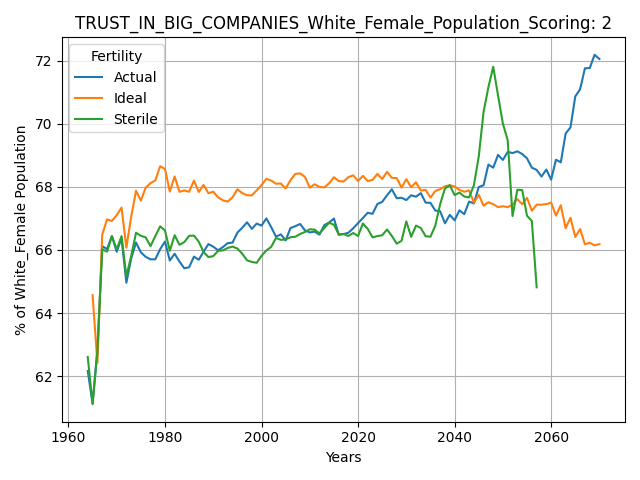 TRUST_IN_BIG_COMPANIES_White_Female_Population_Scoring: 2
Fertility
Actual
Ideal
Sterile
% of White_Female Population
72
70
68
66
64
62
1960
1980
2000
2020
2040
2060
Years